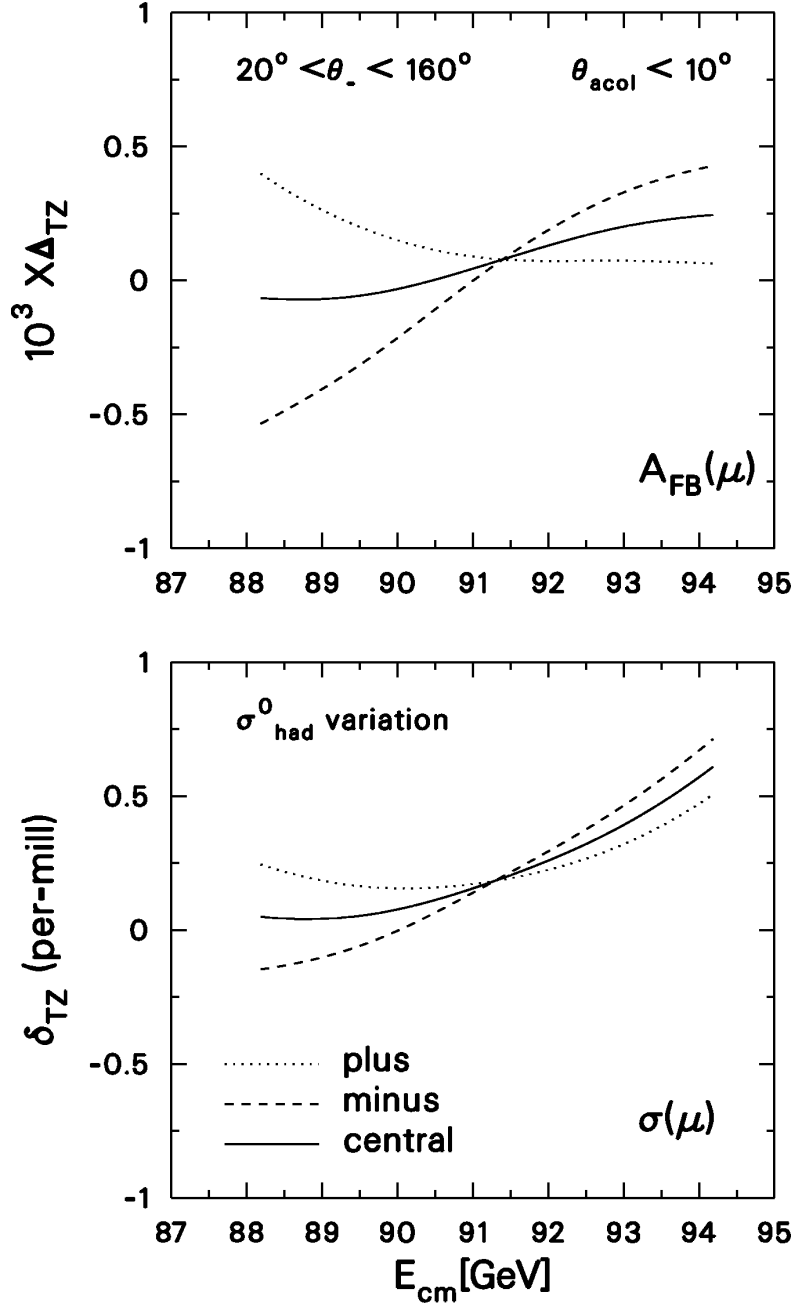 1
20° <θ_- < 160° θ_acol < 10°
0.5
0
-0.5
-1
10³ XΔ_TZ
A_FB(μ)
87 88 89 90 91 92 93 94 95
1
σ⁰_had variation
0.5
0
-0.5
-1
δ_TZ (per-mill)
plus
minus
central
σ(μ)
87 88 89 90 91 92 93 94 95
E_cm[GeV]